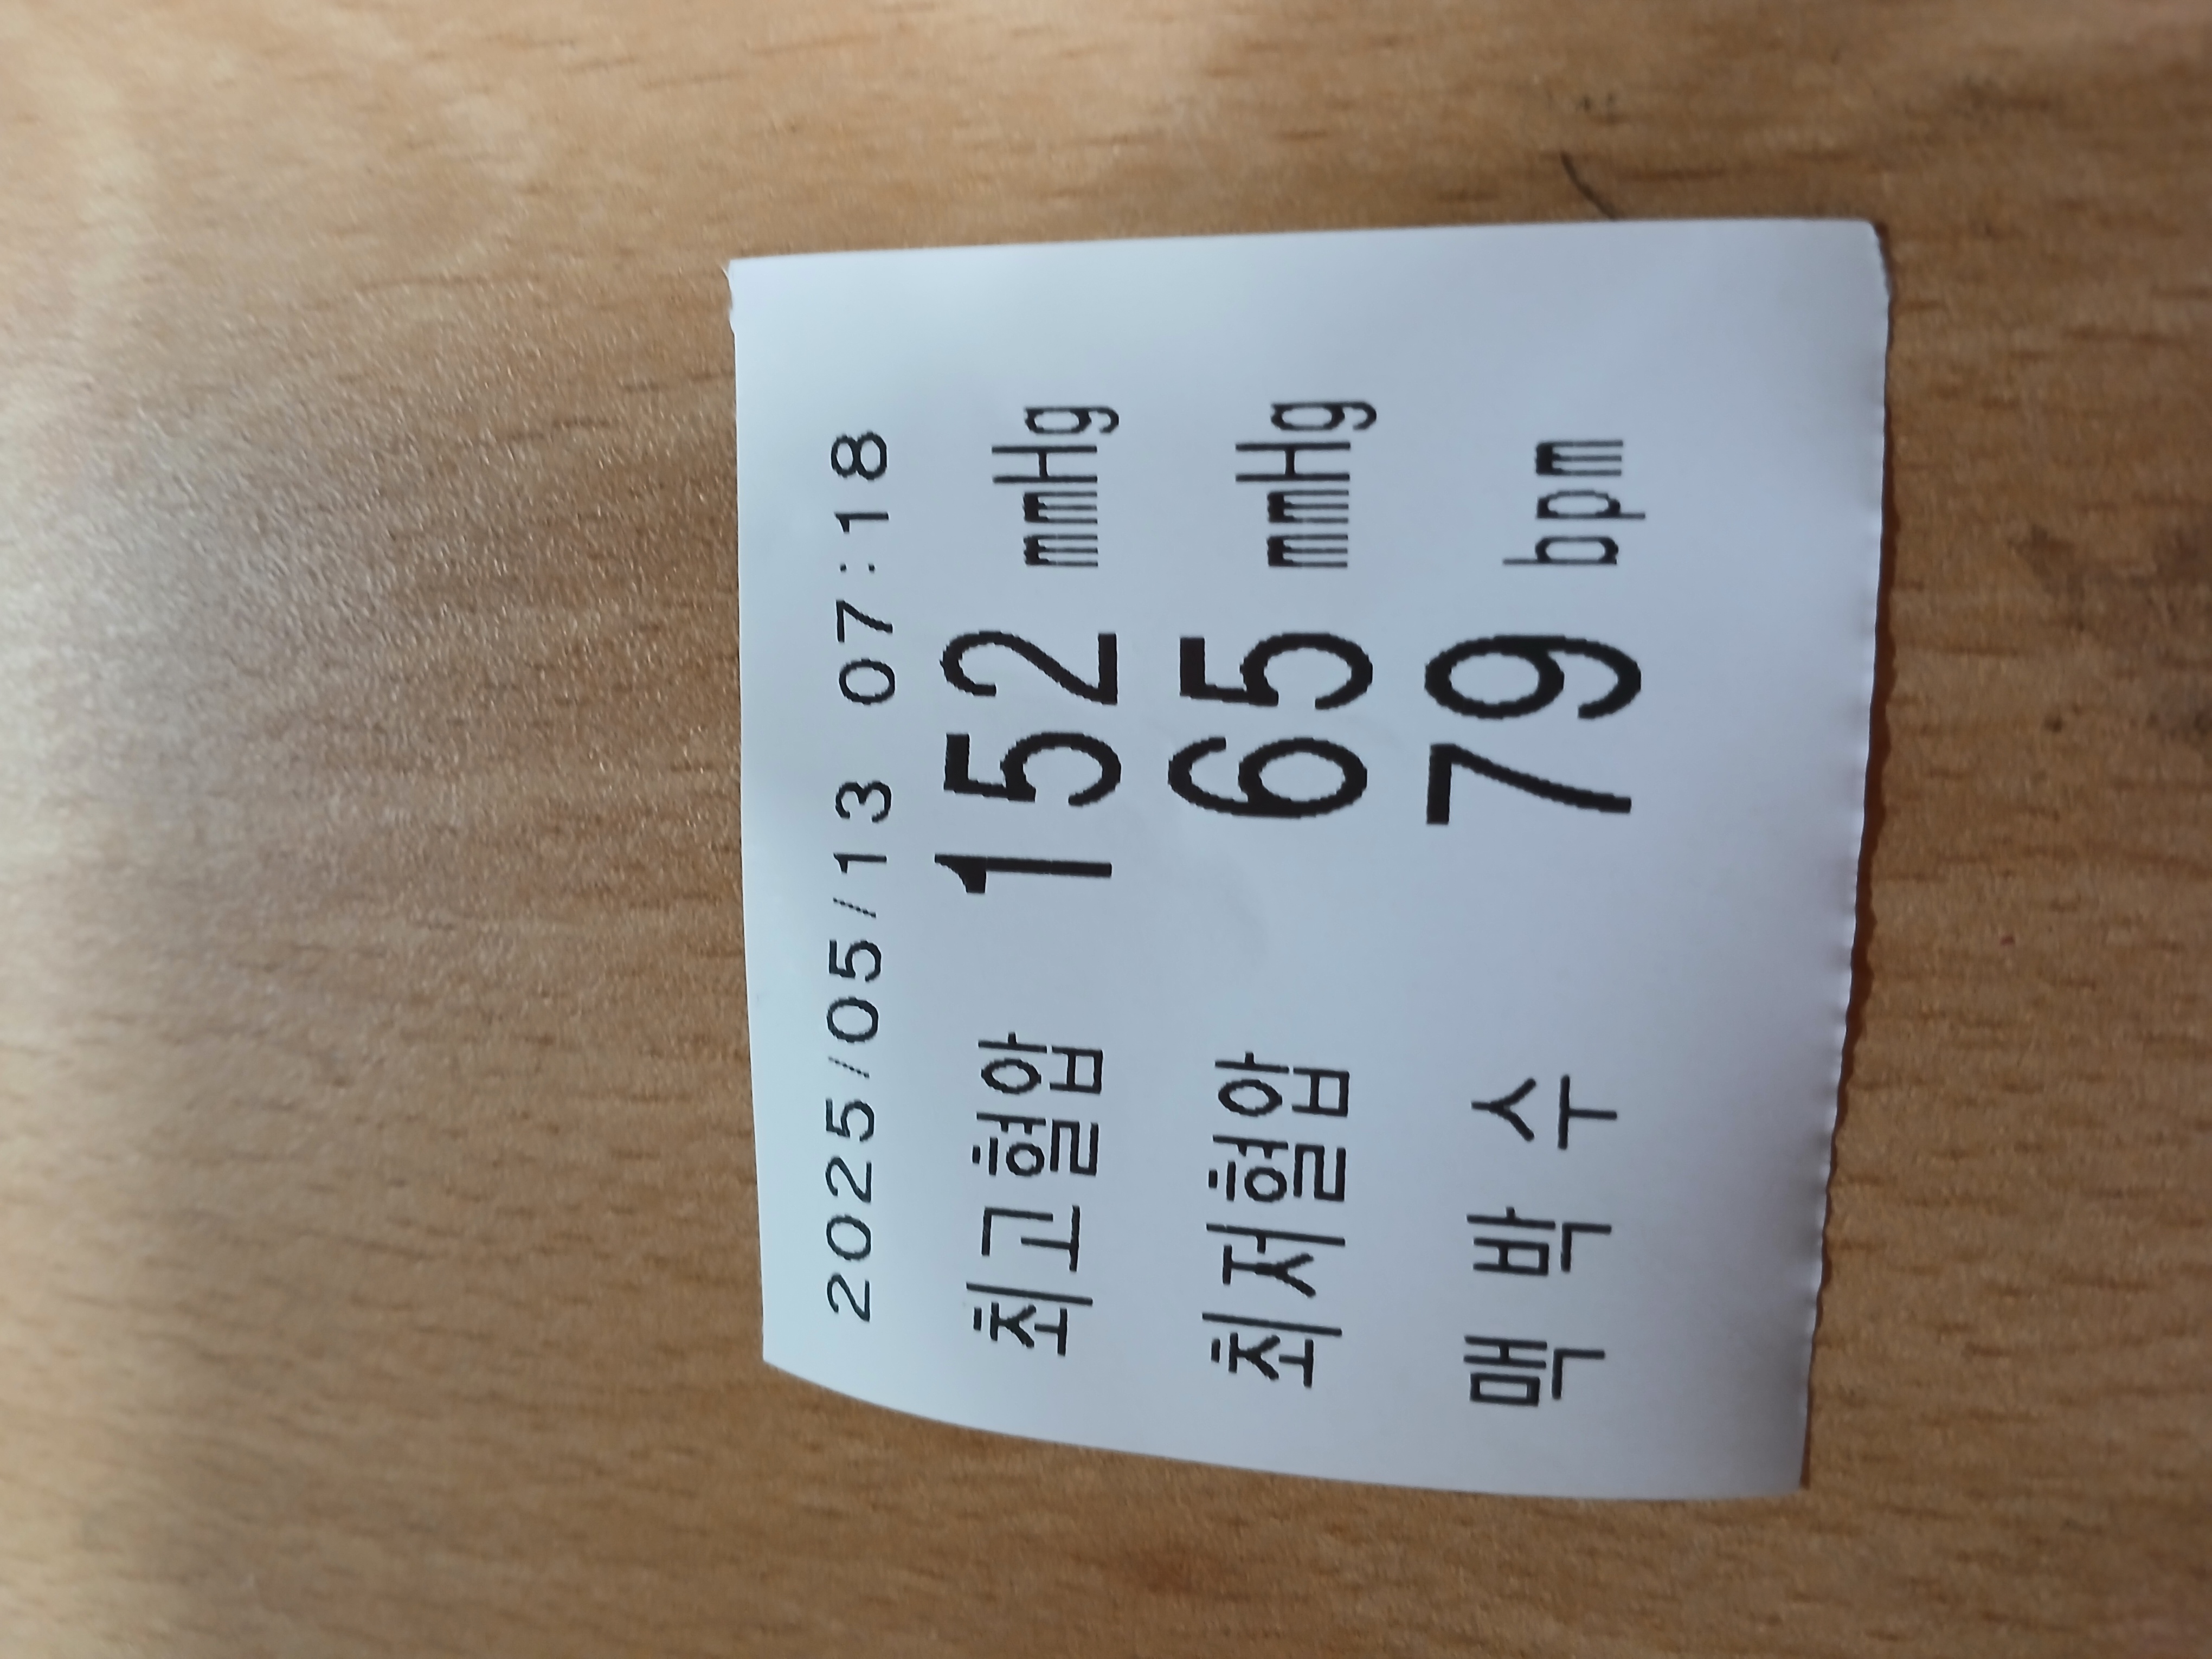 2025/05/13 07:18
최고혈압 152 mmHg
최저혈압 65 mmHg
맥 박 수 79 bpm